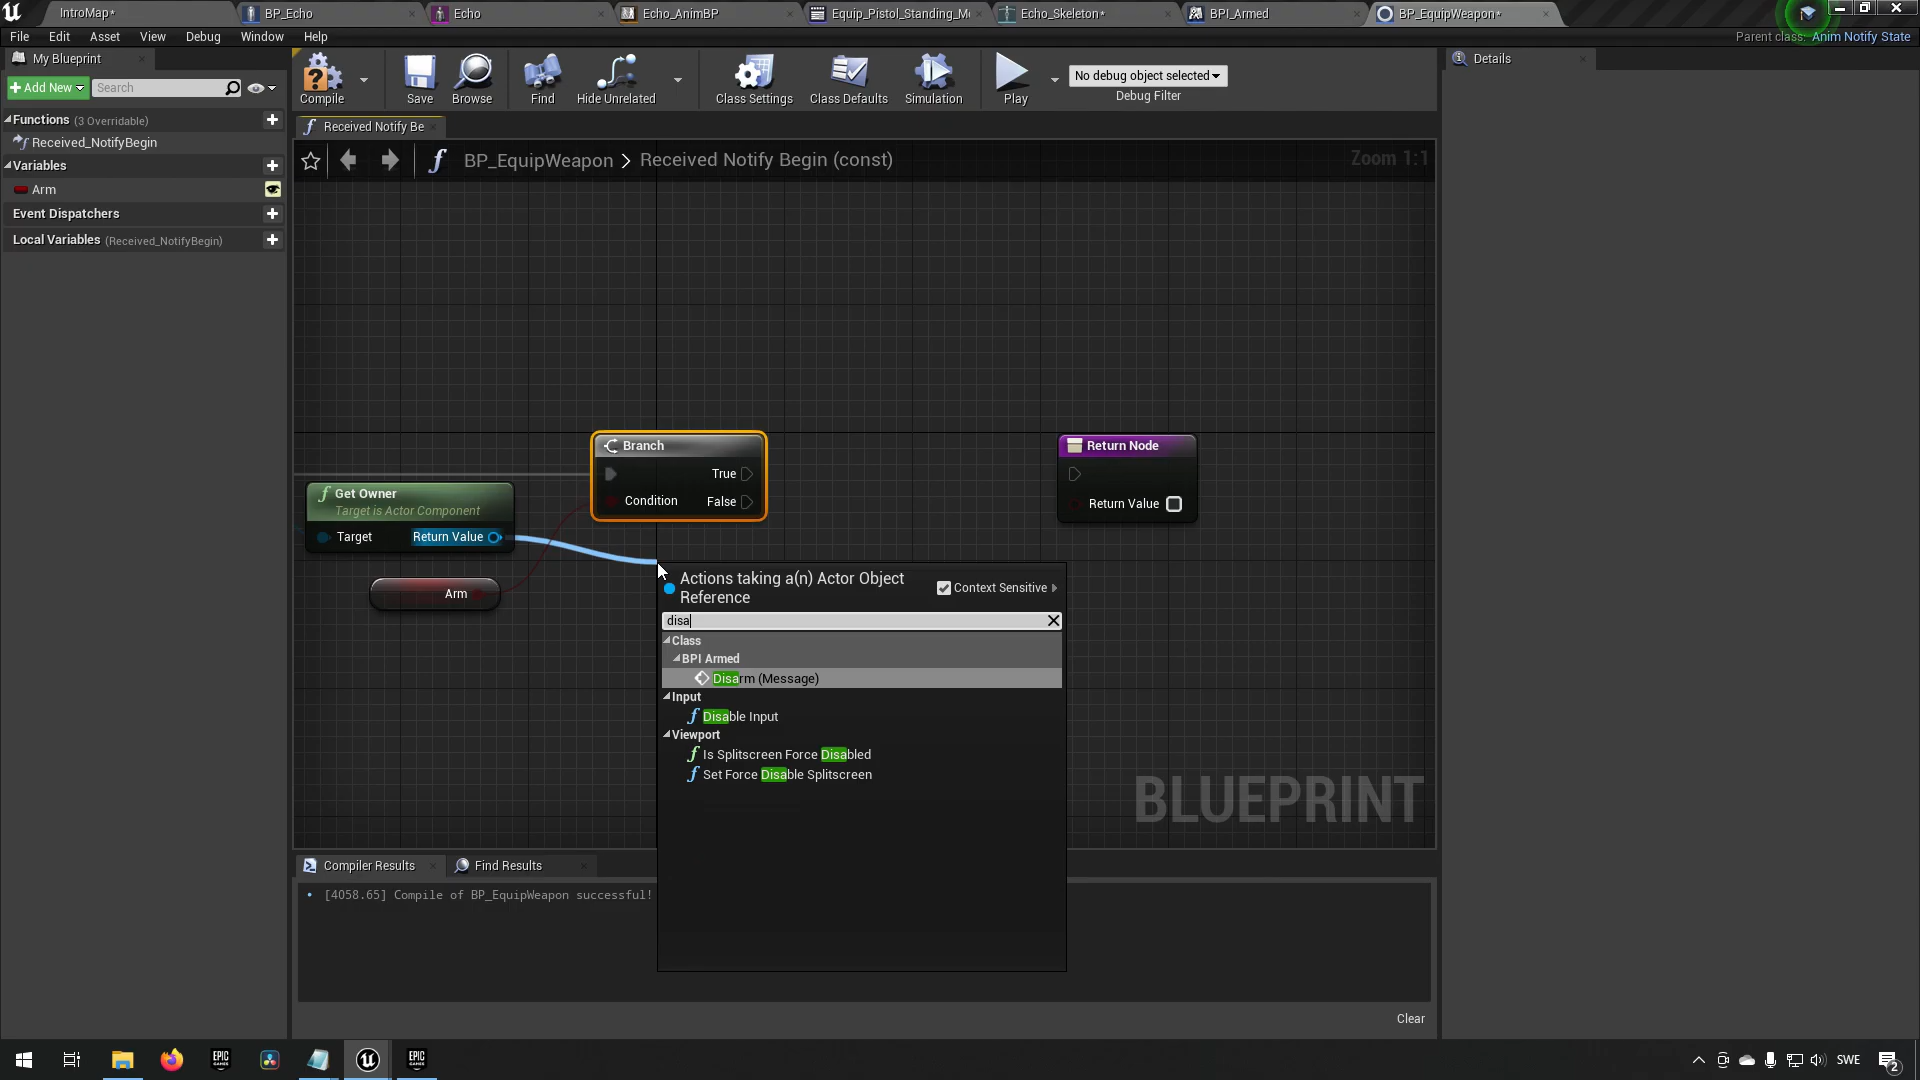 IntroMap*
BP_Echo
Echo
Echo_AnimBP
Equip_Pistol_Standing_M
Echo_Skeleton*
BPI_Armed
BP_EquipWeapon*
File Edit Asset View Debug Window Help
Parent class: Anim Notify State
My Blueprint
Add New
Search
Compile
Save
Browse
Find
Hide Unrelated
Class Settings
Class Defaults
Simulation
Play
No debug object selected
Debug Filter
Details
Functions (3 Overridable)
Received_NotifyBegin
Variables
Arm
Event Dispatchers
Local Variables (Received_NotifyBegin)
Received Notify Be
BP_EquipWeapon > Received Notify Begin (const)
Zoom 1:1
Branch
True
Condition
False
Return Node
Return Value
Get Owner
Target is Actor Component
Target
Return Value
Arm
Actions taking a(n) Actor Object
Reference
Context Sensitive
disa
Class
BPI Armed
Disarm (Message)
Input
Disable Input
Viewport
Is Splitscreen Force Disabled
Set Force Disable Splitscreen
BLUEPRINT
Compiler Results
Find Results
[4058.65] Compile of BP_EquipWeapon successful!
Clear
EPIC GAMES
EPIC GAMES
SWE
2